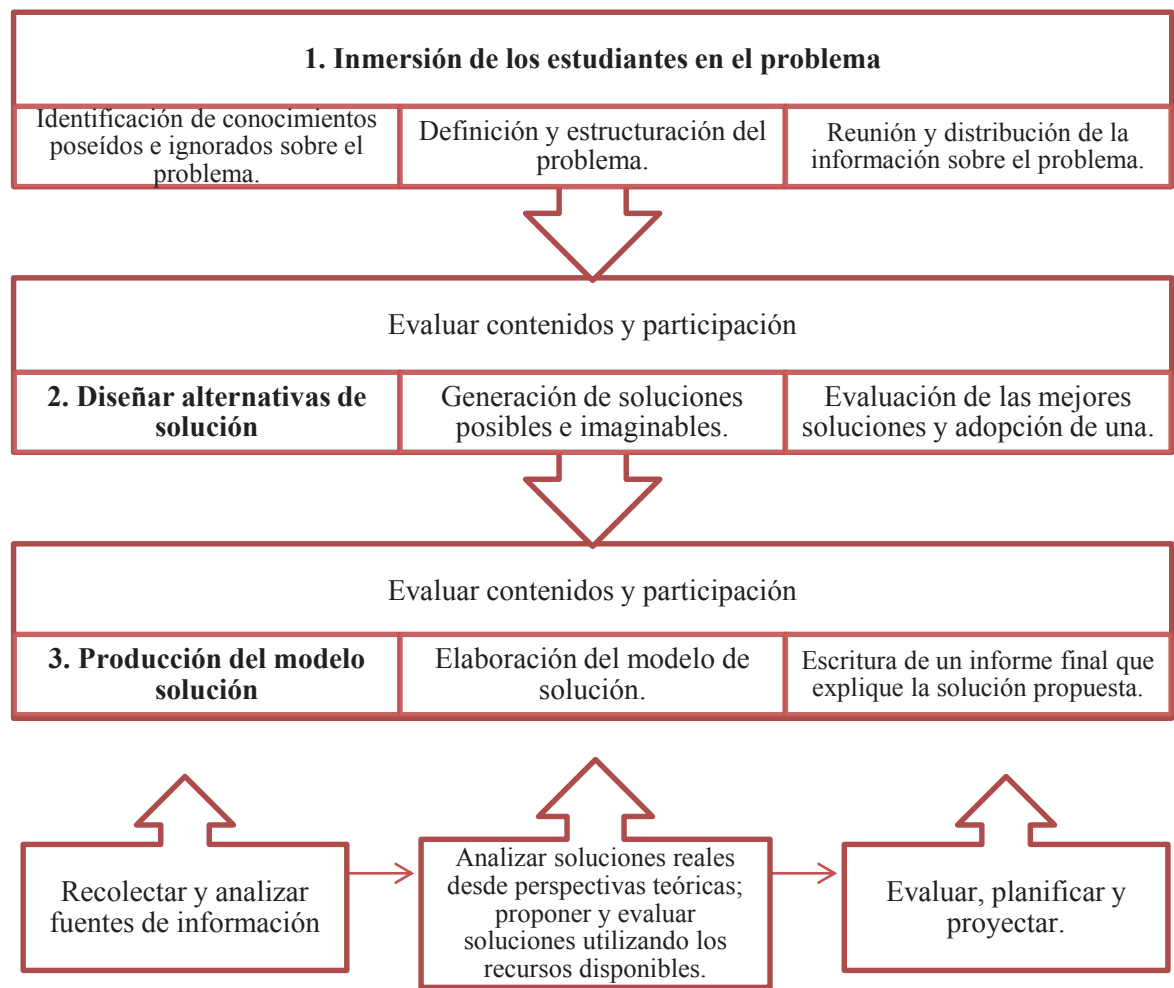 1. Inmersión de los estudiantes en el problema
Identificación de conocimientos
poseídos e ignorados sobre el
problema.
Definición y estructuración del
problema.
Reunión y distribución de la
información sobre el problema.
Evaluar contenidos y participación
2. Diseñar alternativas de
solución
Generación de soluciones
posibles e imaginables.
Evaluación de las mejores
soluciones y adopción de una.
Evaluar contenidos y participación
3. Producción del modelo
solución
Elaboración del modelo de
solución.
Escritura de un informe final que
explique la solución propuesta.
Recolectar y analizar
fuentes de información
Analizar soluciones reales
desde perspectivas teóricas;
proponer y evaluar
soluciones utilizando los
recursos disponibles.
Evaluar, planificar y
proyectar.